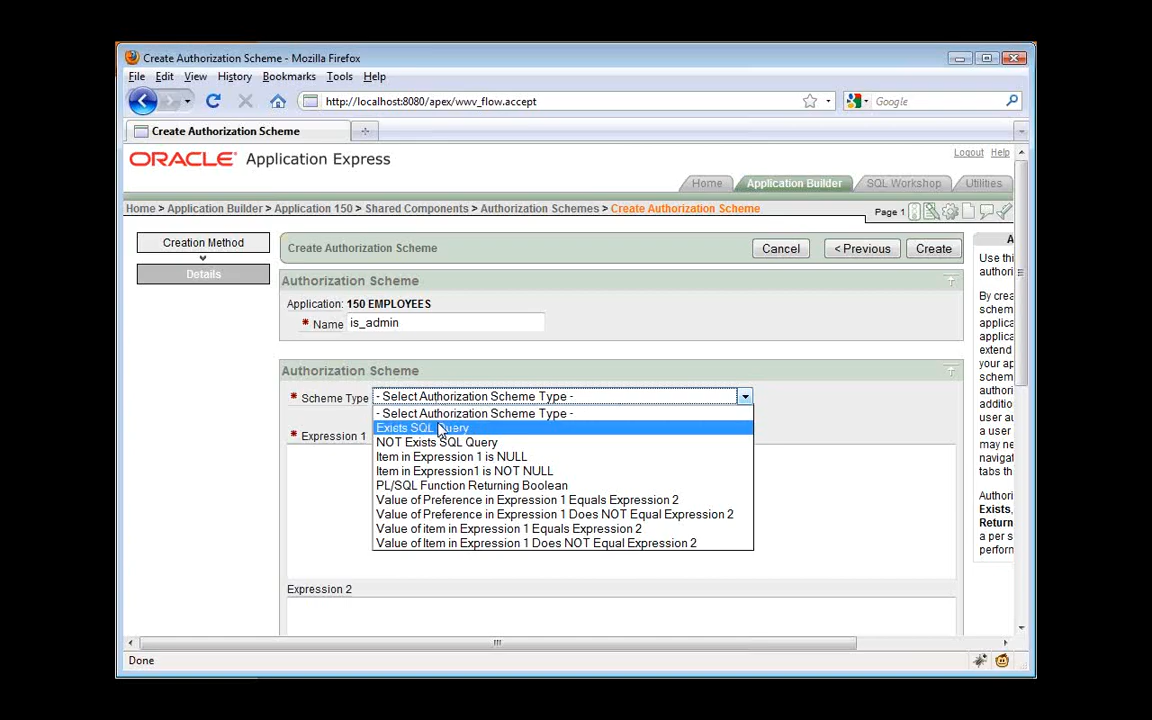 Create Authorization Scheme - Mozilla Firefox
File Edit View History Bookmarks Tools Help
http://localhost:8080/apex/wwv_flow.accept
Google
Create Authorization Scheme
ORACLE Application Express
Logout Help
Home Application Builder SQL Workshop Utilities
Home > Application Builder > Application 150 > Shared Components > Authorization Schemes > Create Authorization Scheme
Page 1
Creation Method
Details
Create Authorization Scheme
Cancel < Previous Create
Authorization Scheme
Application: 150 EMPLOYEES
* Name is_admin
Authorization Scheme
* Scheme Type - Select Authorization Scheme Type -
- Select Authorization Scheme Type -
Exists SQL Query
NOT Exists SQL Query
Item in Expression 1 is NULL
Item in Expression1 is NOT NULL
PL/SQL Function Returning Boolean
Value of Preference in Expression 1 Equals Expression 2
Value of Preference in Expression 1 Does NOT Equal Expression 2
Value of item in Expression 1 Equals Expression 2
Value of Item in Expression 1 Does NOT Equal Expression 2
* Expression 1
Expression 2
A
Use thi
authori
By crea
schem
applica
applica
extend
your ap
schem
authori
additio
author
a user
may ne
navigat
tabs th
Authori
Exists,
Return
a per s
perforn
Done